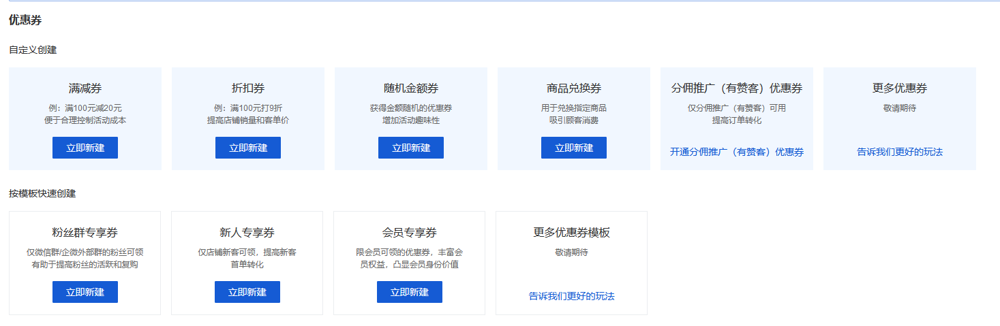 优惠券
自定义创建
满减券
例：满100元减20元
便于合理控制活动成本
立即新建
折扣券
例：满100元打9折
提高店铺销量和客单价
立即新建
随机金额券
获得金额随机的优惠券
增加活动趣味性
立即新建
商品兑换券
用于兑换指定商品
吸引顾客消费
立即新建
分佣推广（有赞客）优惠券
仅分佣推广（有赞客）可用
提高订单转化
开通分佣推广（有赞客）优惠券
更多优惠券
敬请期待
告诉我们更好的玩法
按模板快速创建
粉丝群专享券
仅微信群/企微外部群的粉丝可领
有助于提高粉丝的活跃和复购
立即新建
新人专享券
仅店铺新客可领，提高新客
首单转化
立即新建
会员专享券
限会员可领的优惠券，丰富会
员权益，凸显会员身份价值
立即新建
更多优惠券模板
敬请期待
告诉我们更好的玩法